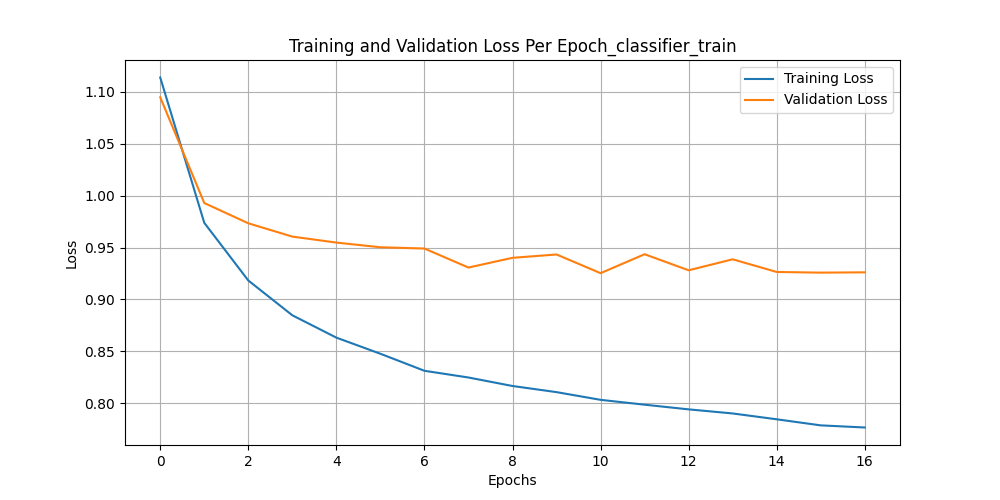 Training and Validation Loss Per Epoch_classifier_train
Training Loss
Validation Loss
1.10
1.05
1.00
0.95
0.90
0.85
0.80
Loss
0 2 4 6 8 10 12 14 16
Epochs